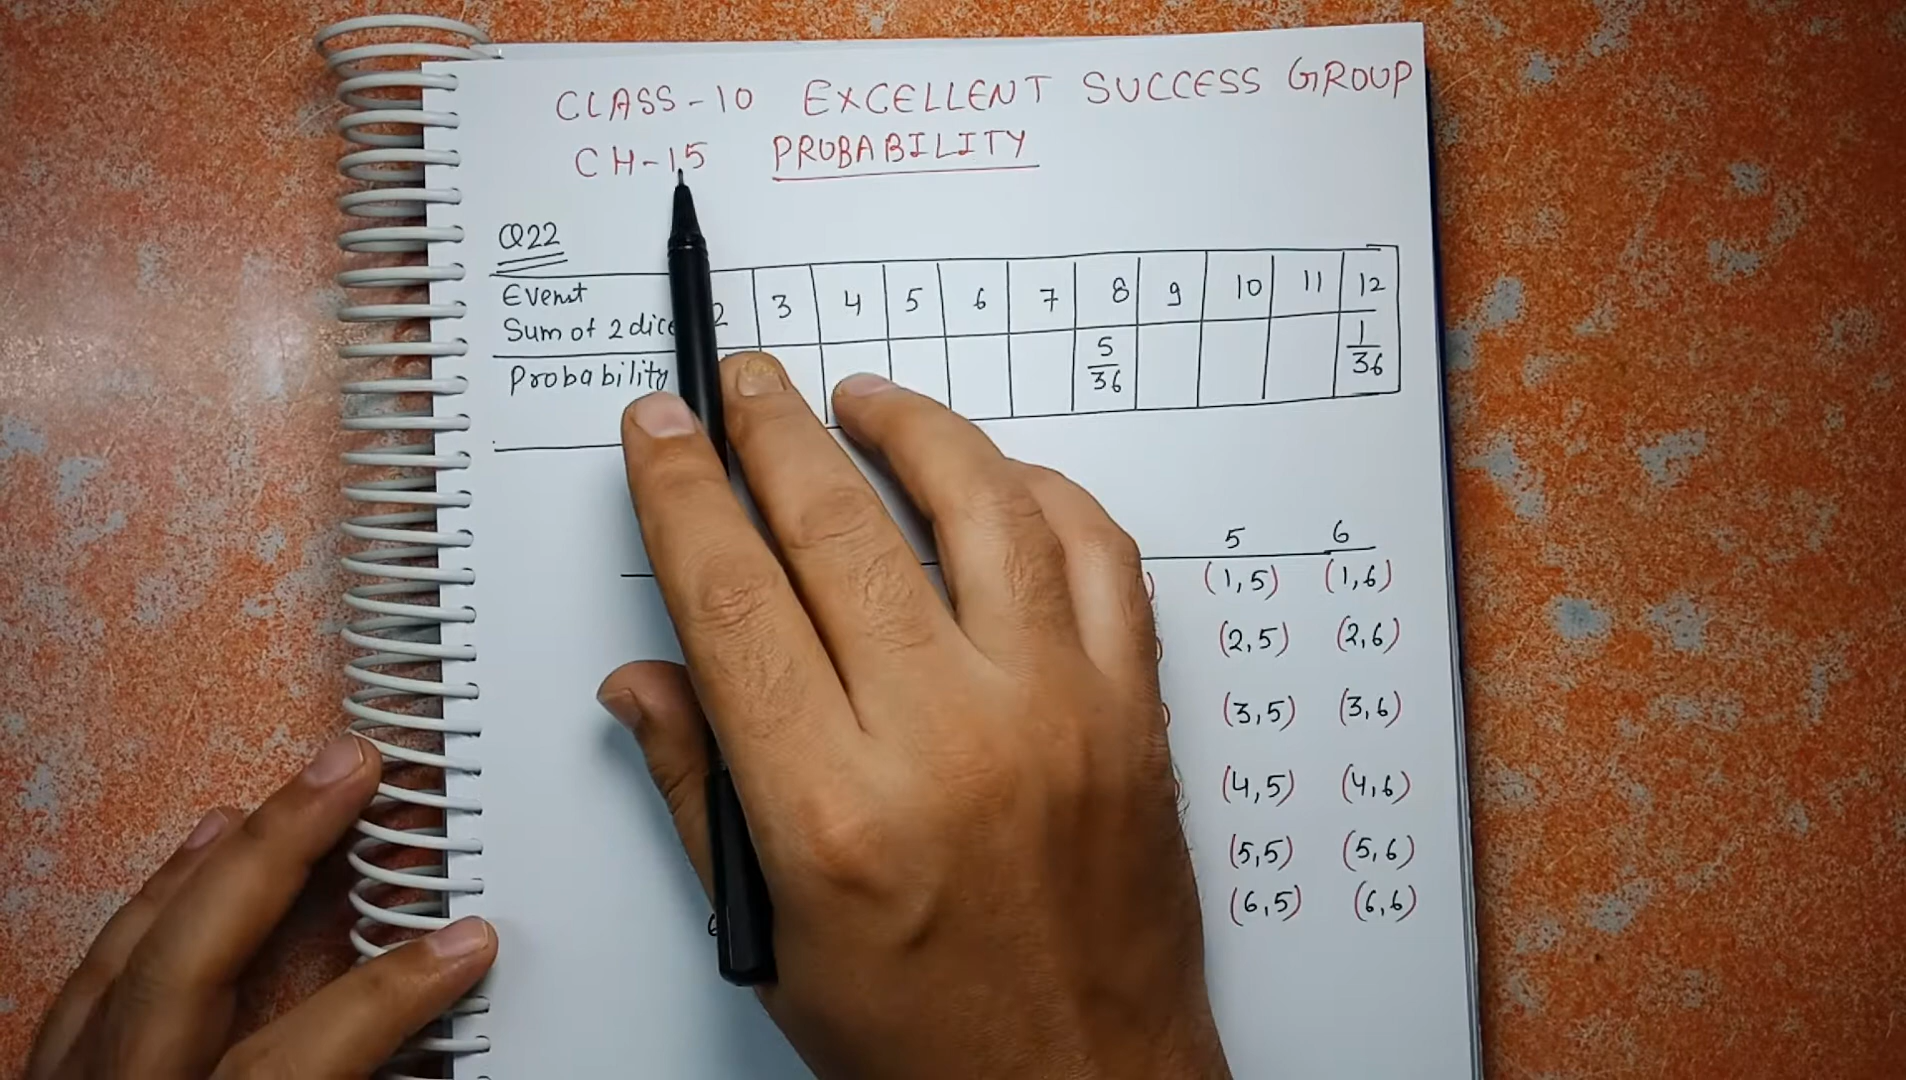 CLASS-10 EXCELLENT SUCCESS GROUP
CH-15 PROBABILITY
Q22
Event
Sum of 2 dice 2 3 4 5 6 7 8 9 10 11 12
Probability 5/36 1/36
5 6
(1,5) (1,6)
(2,5) (2,6)
(3,5) (3,6)
(4,5) (4,6)
(5,5) (5,6)
(6,5) (6,6)